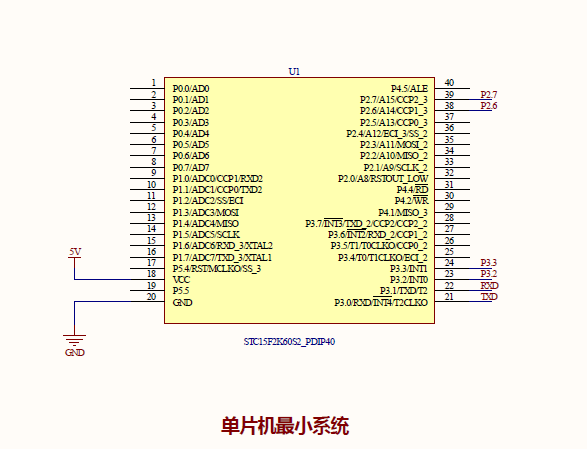 U1
1 P0.0/AD0 P4.5/ALE 40
2 P0.1/AD1 P2.7/A15/CCP2_3 39 P2.7
3 P0.2/AD2 P2.6/A14/CCP1_3 38 P2.6
4 P0.3/AD3 P2.5/A13/CCP0_3 37
5 P0.4/AD4 P2.4/A12/ECI_3/SS_2 36
6 P0.5/AD5 P2.3/A11/MOSI_2 35
7 P0.6/AD6 P2.2/A10/MISO_2 34
8 P0.7/AD7 P2.1/A9/SCLK_2 33
9 P1.0/ADC0/CCP1/RXD2 P2.0/A8/RSTOUT_LOW 32
10 P1.1/ADC1/CCP0/TXD2 P4.4/RD 31
11 P1.2/ADC2/SS/ECI P4.2/WR 30
12 P1.3/ADC3/MOSI P4.1/MISO_3 29
13 P1.4/ADC4/MISO P3.7/INT3/TXD_2/CCP2/CCP2_2 28
14 P1.5/ADC5/SCLK P3.6/INT2/RXD_2/CCP1_2 27
15 P1.6/ADC6/RXD_3/XTAL2 P3.5/T1/T0CLKO/CCP0_2 26
5V 16 P1.7/ADC7/TXD_3/XTAL1 P3.4/T0/T1CLKO/ECI_2 25
17 P5.4/RST/MCLKO/SS_3 P3.3/INT1 24 P3.3
18 VCC P3.2/INT0 23 P3.2
19 P5.5 P3.1/TXD/T2 22 RXD
20 GND P3.0/RXD/INT4/T2CLKO 21 TXD
STC15F2K60S2_PDIP40
GND
单片机最小系统